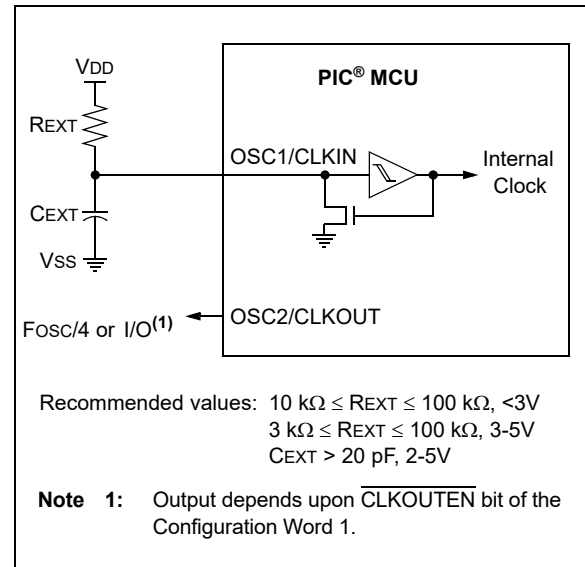 VDD
PIC® MCU
REXT
OSC1/CLKIN
Internal
Clock
CEXT
VSS
OSC2/CLKOUT
FOSC/4 or I/O(1)
Recommended values: 10 kΩ ≤ REXT ≤ 100 kΩ, <3V
3 kΩ ≤ REXT ≤ 100 kΩ, 3-5V
CEXT > 20 pF, 2-5V
Note 1: Output depends upon CLKOUTEN bit of the
Configuration Word 1.